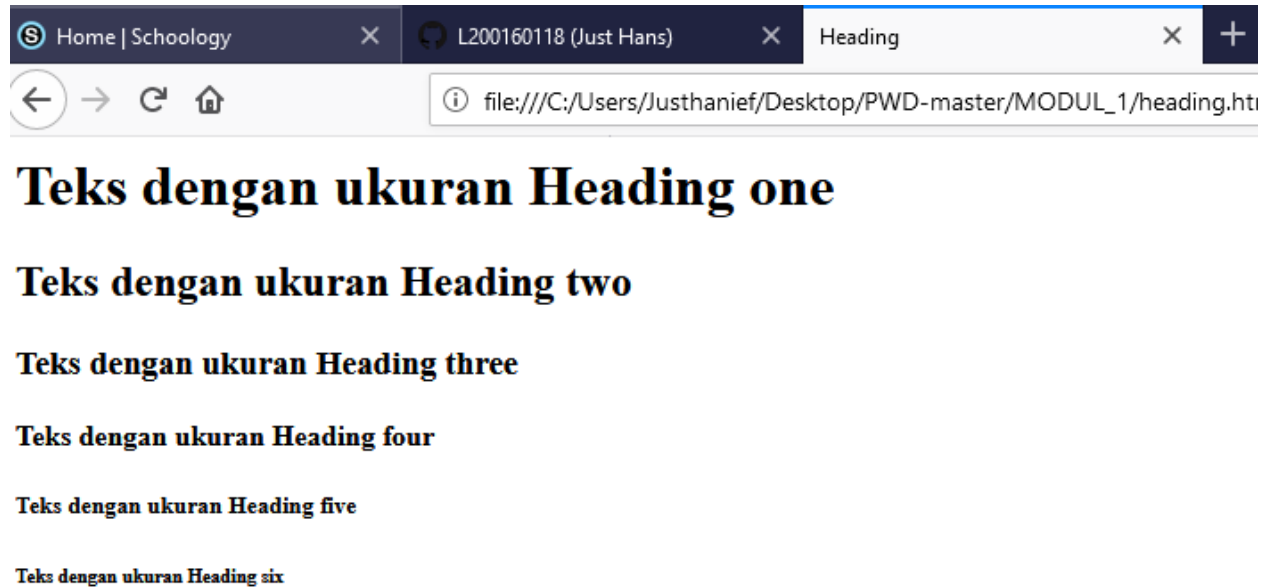 Home | Schoology
L200160118 (Just Hans)
Heading
file:///C:/Users/Justhanief/Desktop/PWD-master/MODUL_1/heading.htm
Teks dengan ukuran Heading one
Teks dengan ukuran Heading two
Teks dengan ukuran Heading three
Teks dengan ukuran Heading four
Teks dengan ukuran Heading five
Teks dengan ukuran Heading six